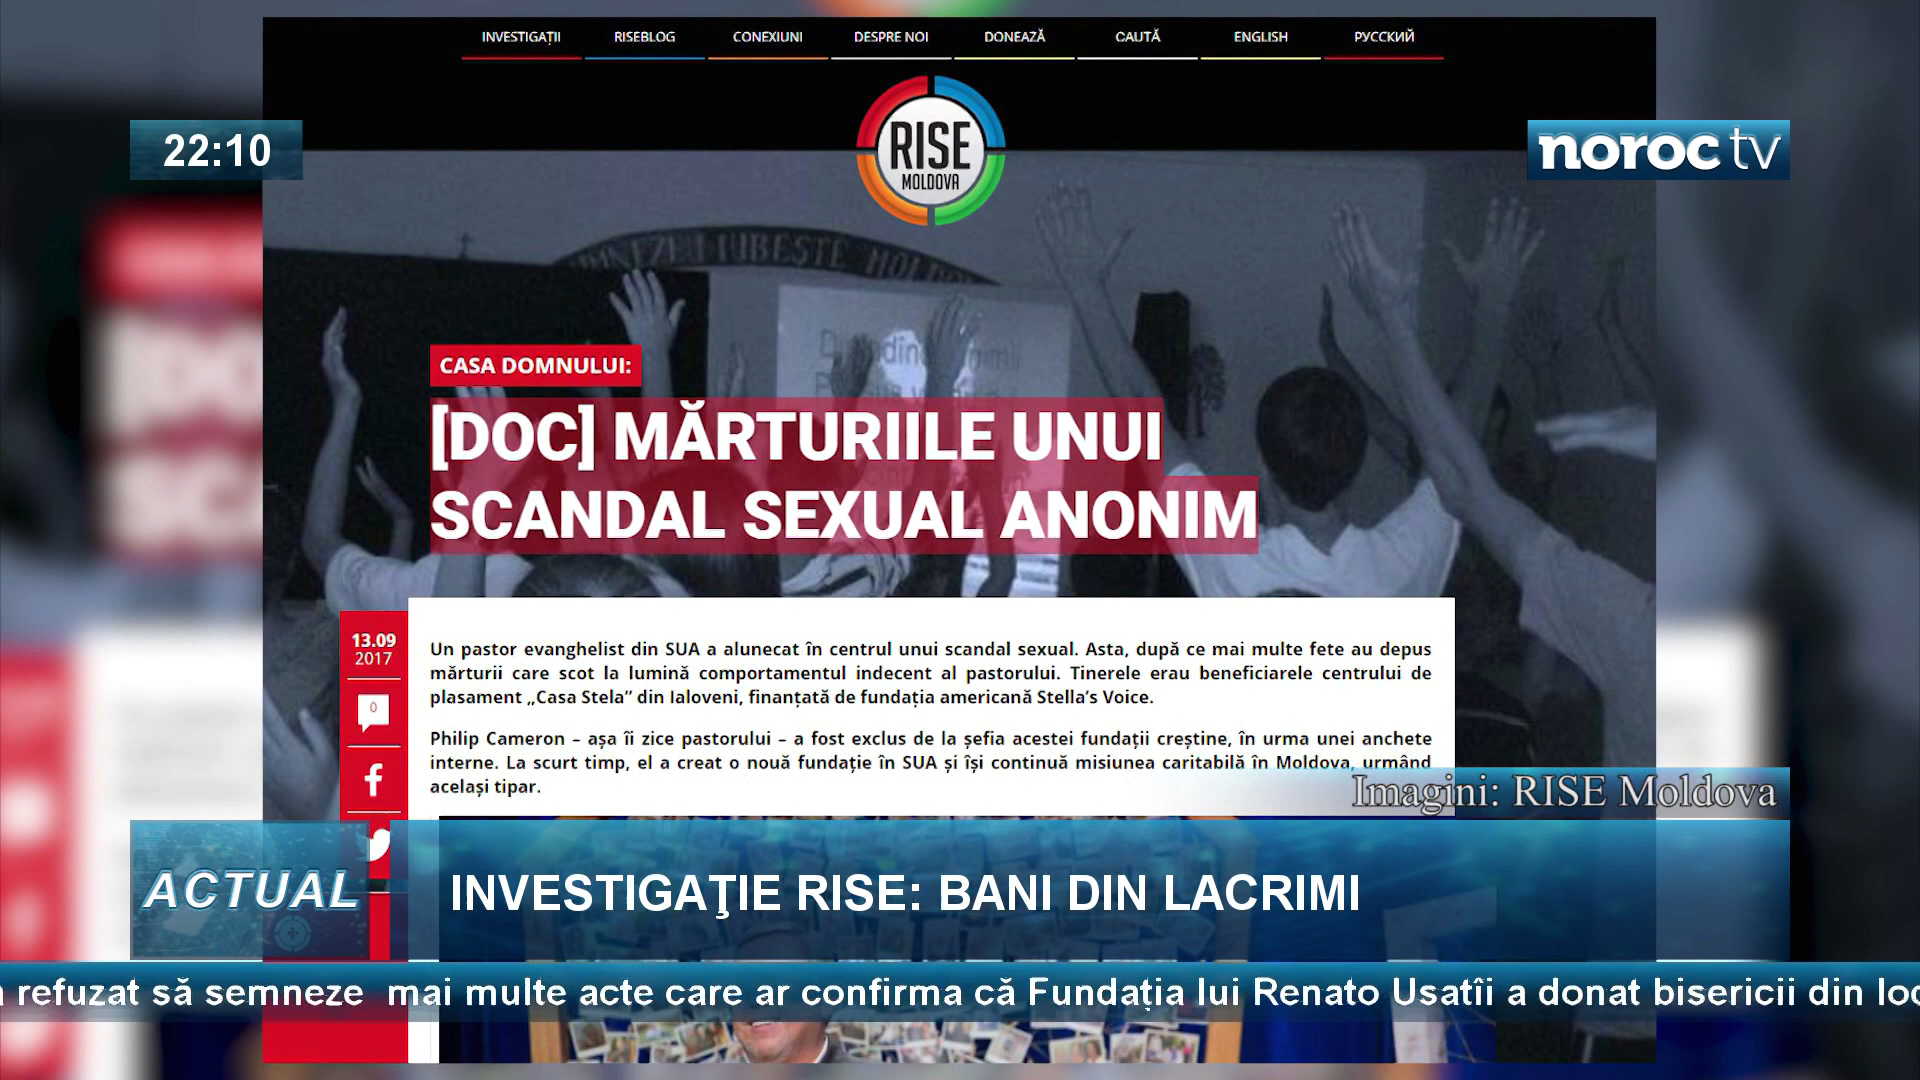 INVESTIGAȚII RISEBLOG CONEXIUNI DESPRE NOI DONEAZĂ CAUTĂ ENGLISH РУССКИЙ
RISE
MOLDOVA
22:10
noroc tv
IUBESTE MOLDO
CASA DOMNULUI:
[DOC] MĂRTURIILE UNUI
SCANDAL SEXUAL ANONIM
13.09
2017
0
Un pastor evanghelist din SUA a alunecat în centrul unui scandal sexual. Asta, după ce mai multe fete au depus
mărturii care scot la lumină comportamentul indecent al pastorului. Tinerele erau beneficiarele centrului de
plasament „Casa Stela” din Ialoveni, finanțată de fundația americană Stella’s Voice.
Philip Cameron – așa îi zice pastorului – a fost exclus de la șefia acestei fundații creștine, în urma unei anchete
interne. La scurt timp, el a creat o nouă fundație în SUA și își continuă misiunea caritabilă în Moldova, urmând
același tipar.
Imagini: RISE Moldova
ACTUAL
INVESTIGAŢIE RISE: BANI DIN LACRIMI
refuzat să semneze mai multe acte care ar confirma că Fundația lui Renato Usatîi a donat bisericii din loc